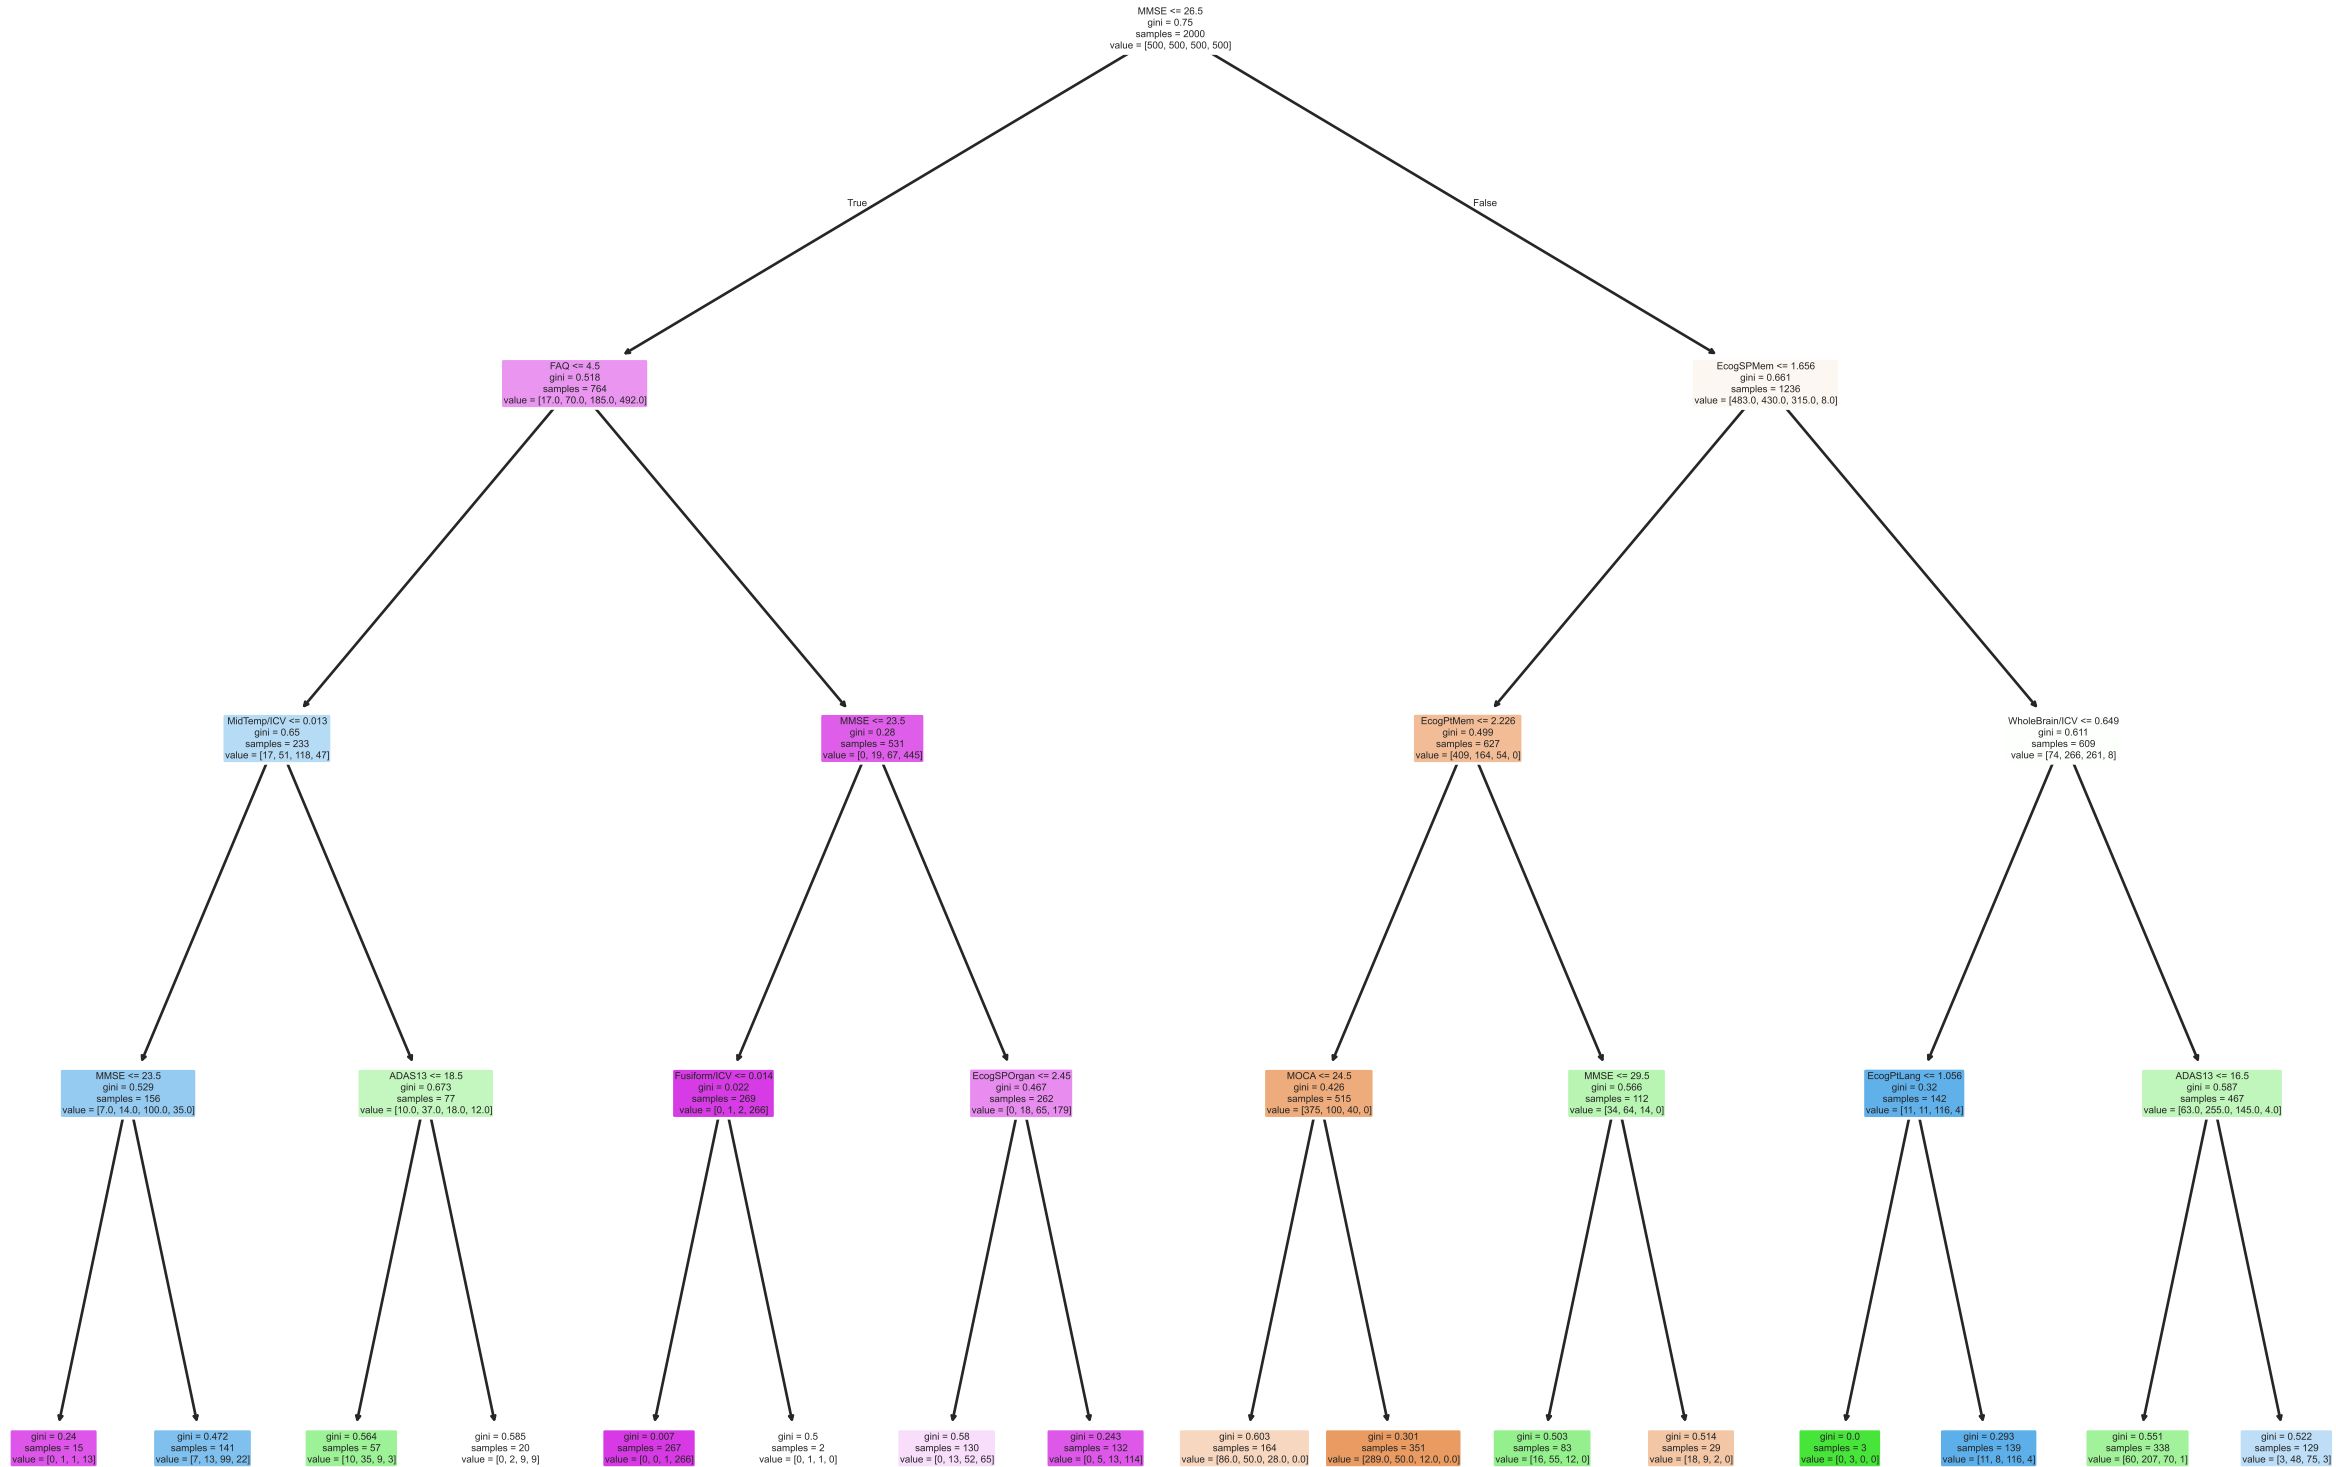 MMSE <= 26.5
gini = 0.75
samples = 2000
value = [500, 500, 500, 500]
True
False
FAQ <= 4.5
gini = 0.518
samples = 764
value = [17.0, 70.0, 185.0, 492.0]
EcogSPMem <= 1.656
gini = 0.661
samples = 1236
value = [483.0, 430.0, 315.0, 8.0]
MidTemp/ICV <= 0.013
gini = 0.65
samples = 233
value = [17, 51, 118, 47]
MMSE <= 23.5
gini = 0.28
samples = 531
value = [0, 19, 67, 445]
EcogPtMem <= 2.226
gini = 0.499
samples = 627
value = [409, 164, 54, 0]
WholeBrain/ICV <= 0.649
gini = 0.611
samples = 609
value = [74, 266, 261, 8]
MMSE <= 23.5
gini = 0.529
samples = 156
value = [7.0, 14.0, 100.0, 35.0]
ADAS13 <= 18.5
gini = 0.673
samples = 77
value = [10.0, 37.0, 18.0, 12.0]
Fusiform/ICV <= 0.014
gini = 0.022
samples = 269
value = [0, 1, 2, 266]
EcogSPOrgan <= 2.45
gini = 0.467
samples = 262
value = [0, 18, 65, 179]
MOCA <= 24.5
gini = 0.426
samples = 515
value = [375, 100, 40, 0]
MMSE <= 29.5
gini = 0.566
samples = 112
value = [34, 64, 14, 0]
EcogPtLang <= 1.056
gini = 0.32
samples = 142
value = [11, 11, 116, 4]
ADAS13 <= 16.5
gini = 0.587
samples = 467
value = [63.0, 255.0, 145.0, 4.0]
gini = 0.24
samples = 15
value = [0, 1, 1, 13]
gini = 0.472
samples = 141
value = [7, 13, 99, 22]
gini = 0.564
samples = 57
value = [10, 35, 9, 3]
gini = 0.585
samples = 20
value = [0, 2, 9, 9]
gini = 0.007
samples = 267
value = [0, 0, 1, 266]
gini = 0.5
samples = 2
value = [0, 1, 1, 0]
gini = 0.58
samples = 130
value = [0, 13, 52, 65]
gini = 0.243
samples = 132
value = [0, 5, 13, 114]
gini = 0.603
samples = 164
value = [86.0, 50.0, 28.0, 0.0]
gini = 0.301
samples = 351
value = [289.0, 50.0, 12.0, 0.0]
gini = 0.503
samples = 83
value = [16, 55, 12, 0]
gini = 0.514
samples = 29
value = [18, 9, 2, 0]
gini = 0.0
samples = 3
value = [0, 3, 0, 0]
gini = 0.293
samples = 139
value = [11, 8, 116, 4]
gini = 0.551
samples = 338
value = [60, 207, 70, 1]
gini = 0.522
samples = 129
value = [3, 48, 75, 3]